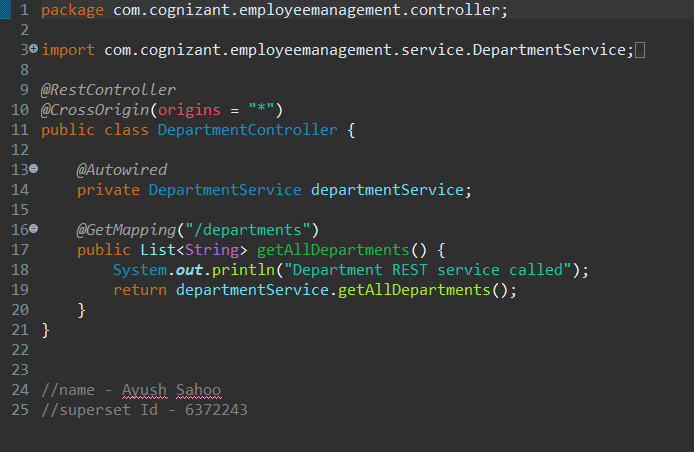 1 package com.cognizant.employeemanagement.controller;
2
3 import com.cognizant.employeemanagement.service.DepartmentService;
8
9 @RestController
10 @CrossOrigin(origins = "*")
11 public class DepartmentController {
12
13     @Autowired
14     private DepartmentService departmentService;
15
16     @GetMapping("/departments")
17     public List<String> getAllDepartments() {
18         System.out.println("Department REST service called");
19         return departmentService.getAllDepartments();
20     }
21 }
22
23
24 //name - Ayush Sahoo
25 //superset Id - 6372243